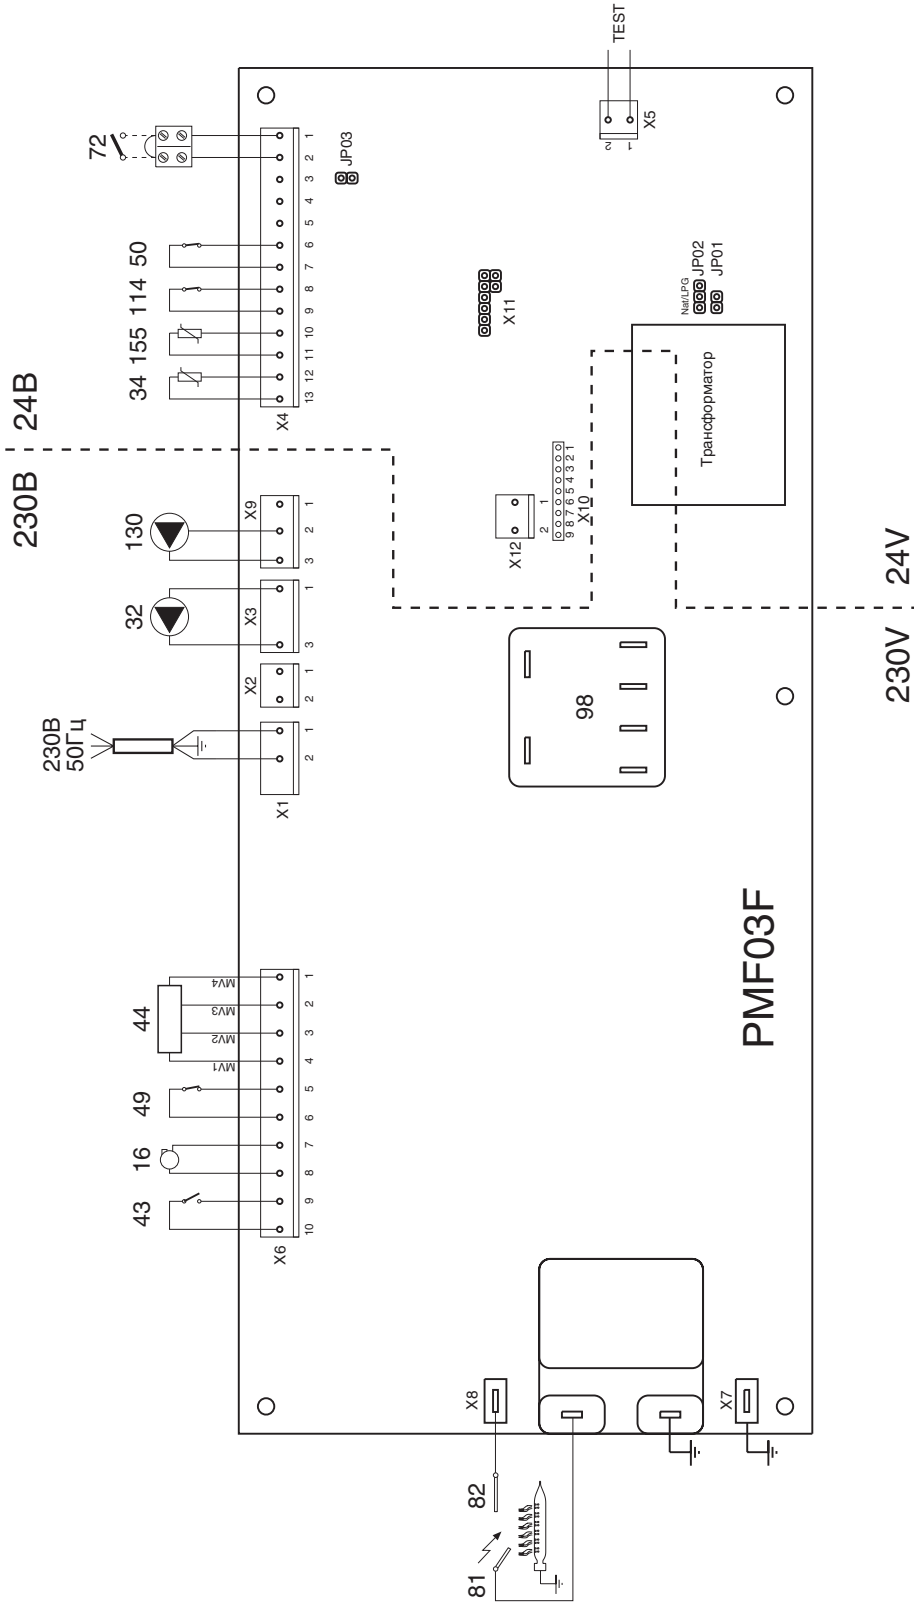 230В 24В
230В
50Гц
72
43 16 49 44
32 130
34 155 114 50
MV1 MV2 MV3 MV4
X2 X3 X9
X6 X1 X4
10 9 8 7 6 5 4 3 2 1
2 1
2 1
3 1
3 2 1
13 12 11 10 9 8 7 6 5 4 3 2 1
JP03
X8
81 82
X12
2 1
X11
9 8 7 6 5 4 3 2 1
X10
98
2 1
TEST
X5
Nat/LPG
JP02
JP01
Трансформатор
X7
PMF03F
230V 24V